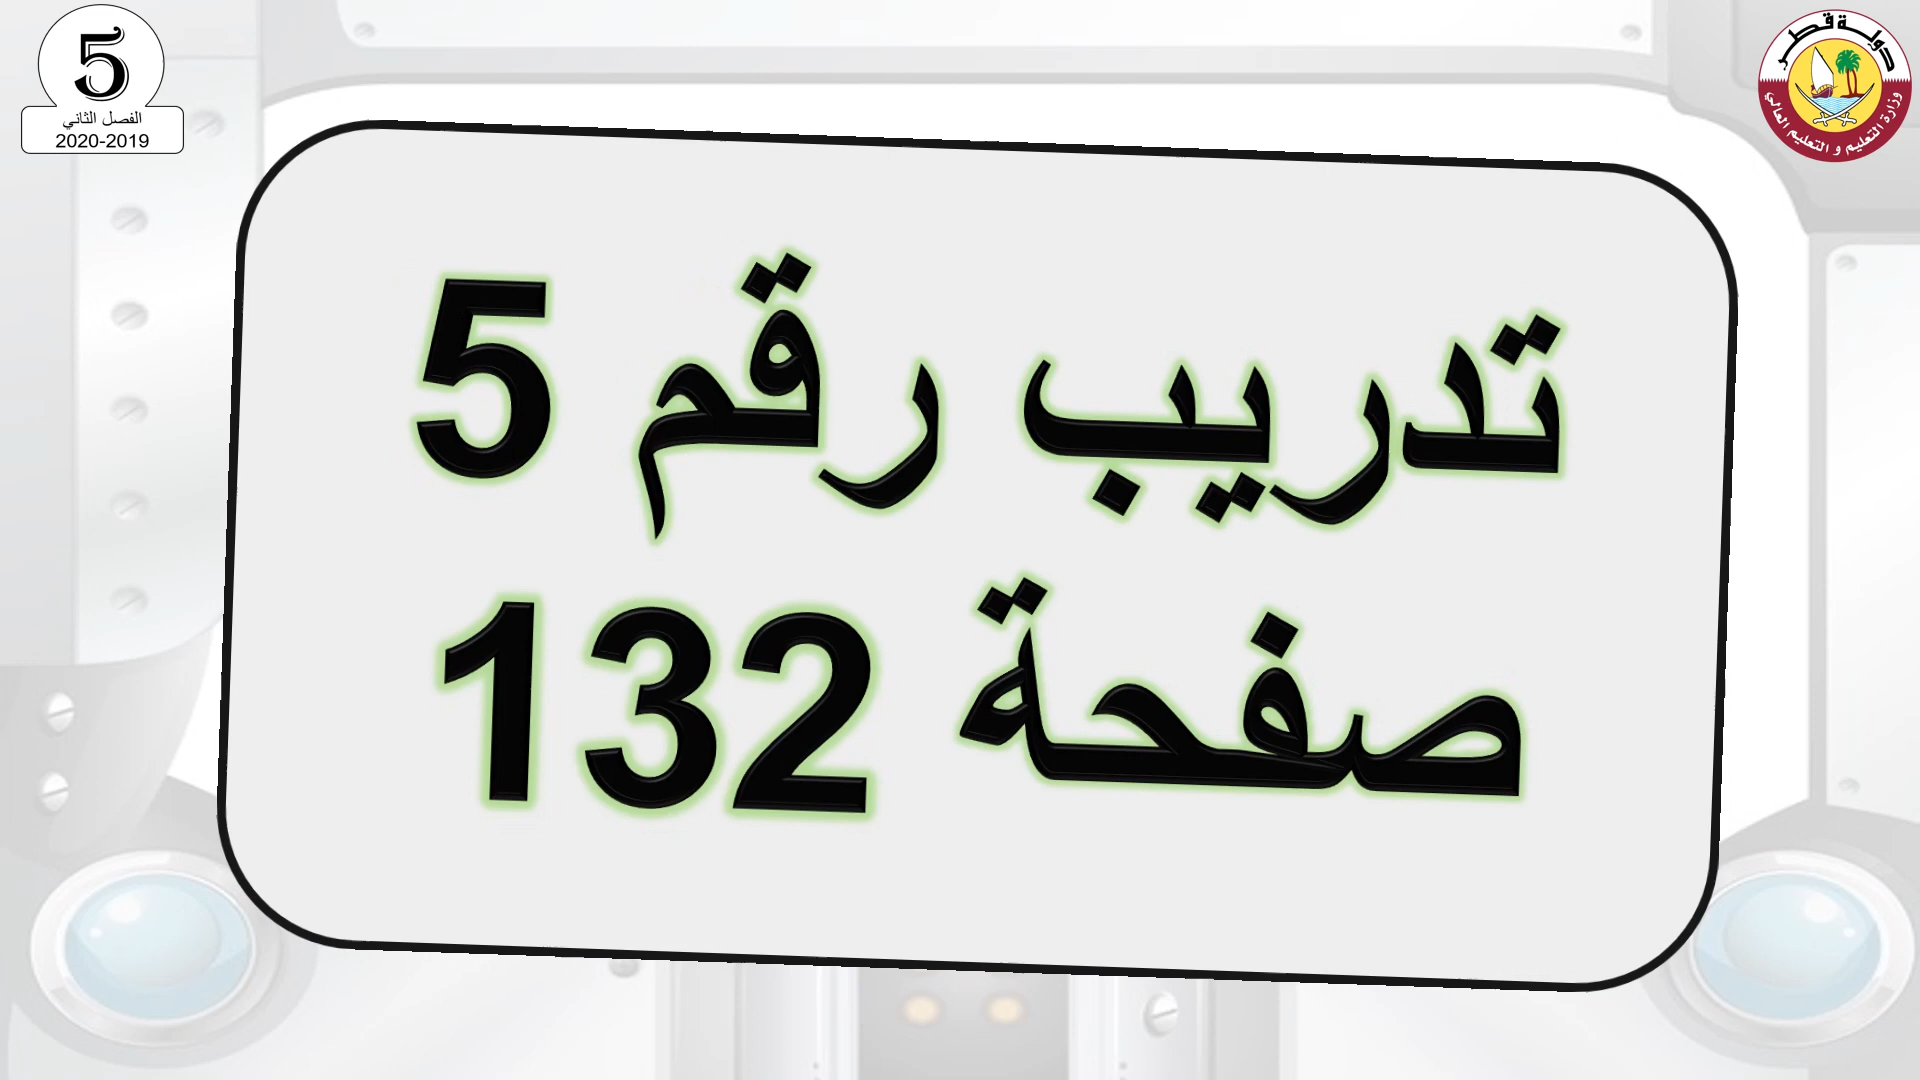 5
الفصل الثاني
2020-2019
دولة قطر
وزارة التعليم و التعليم العالي
تدريب رقم 5
صفحة 132